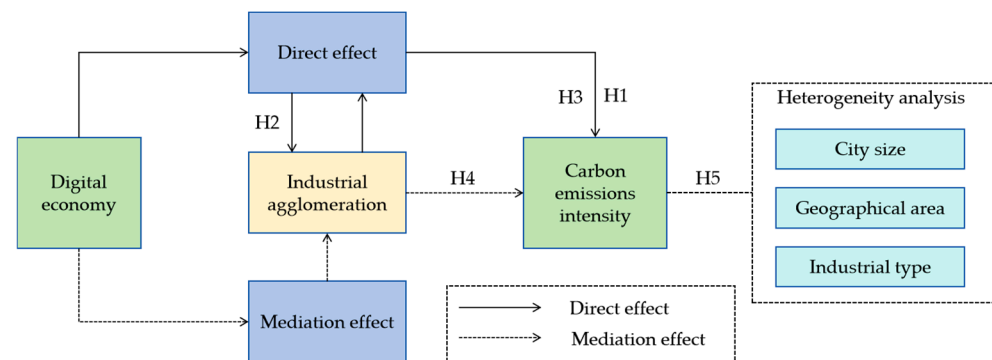 Direct effect
H3
H1
Heterogeneity analysis
H2
City size
Digital
economy
Industrial
agglomeration
H4
Carbon
emissions
intensity
H5
Geographical area
Industrial type
Mediation effect
Direct effect
Mediation effect